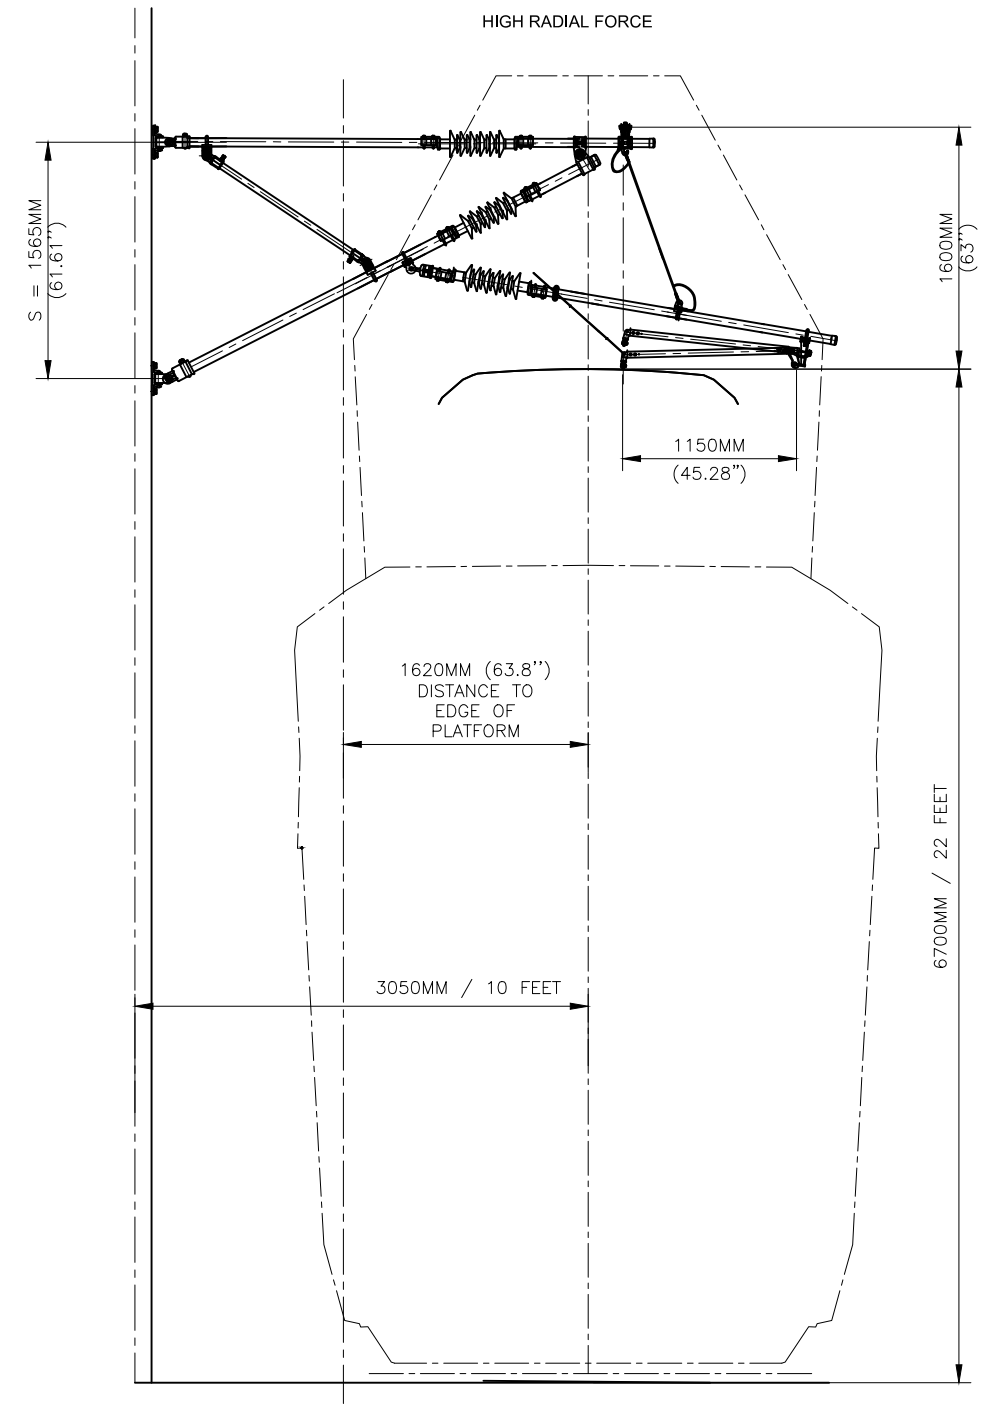 HIGH RADIAL FORCE
S = 1565MM
(61.61'')
1600MM
(63'')
1150MM
(45.28'')
1620MM (63.8'')
DISTANCE TO
EDGE OF
PLATFORM
6700MM / 22 FEET
3050MM / 10 FEET